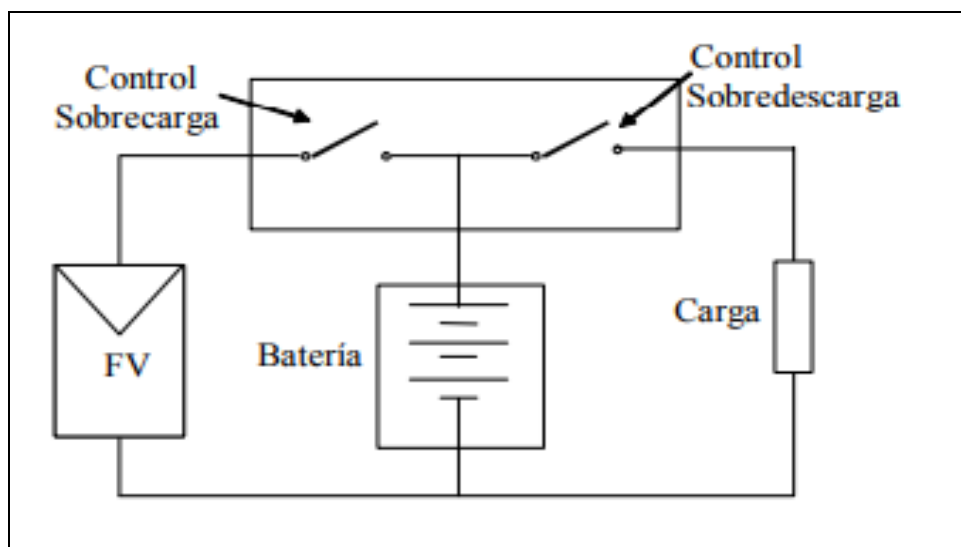 Control
Sobrecarga
Control
Sobredescarga
FV
Batería
Carga